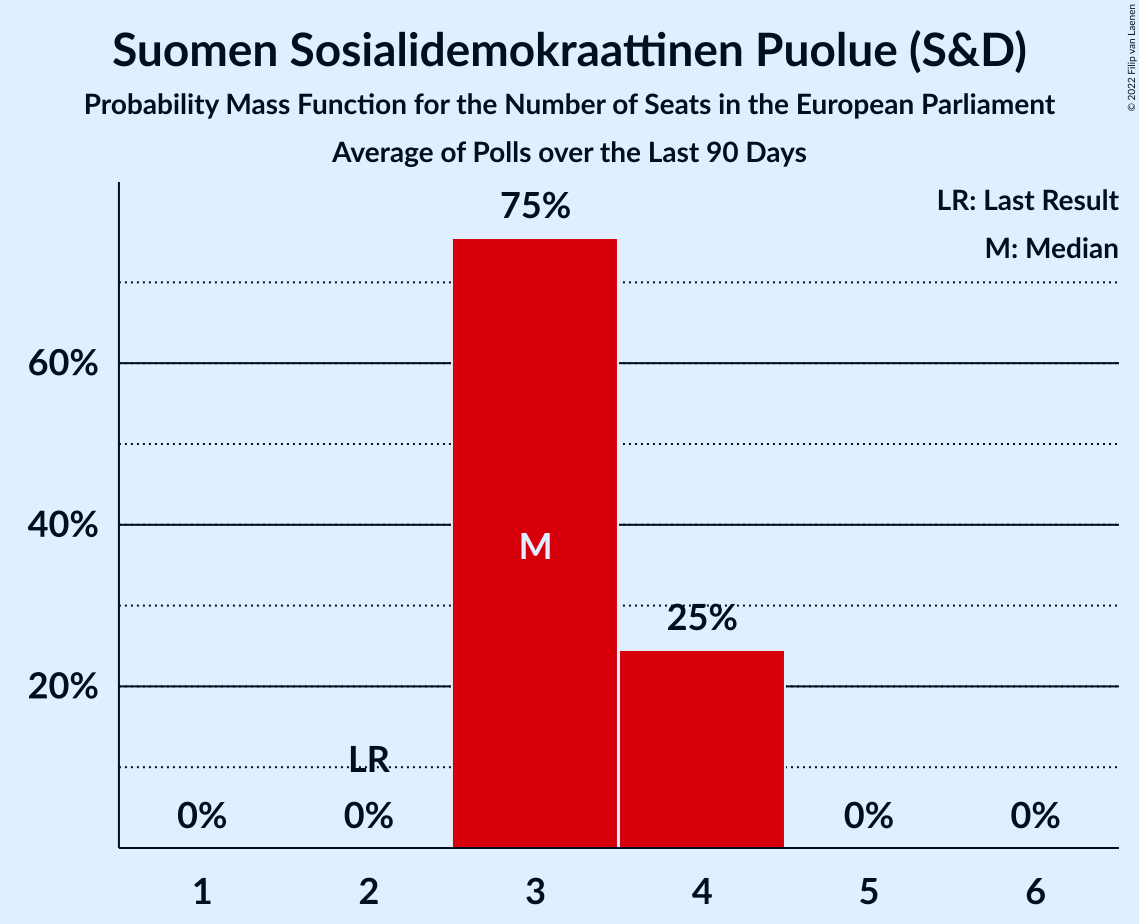 Suomen Sosialidemokraattinen Puolue (S&D)
Probability Mass Function for the Number of Seats in the European Parliament
Average of Polls over the Last 90 Days
© 2022 Filip van Laenen
LR: Last Result
M: Median
75%
60%
40%
M
25%
20%
LR
0% 0% 0% 0%
1 2 3 4 5 6